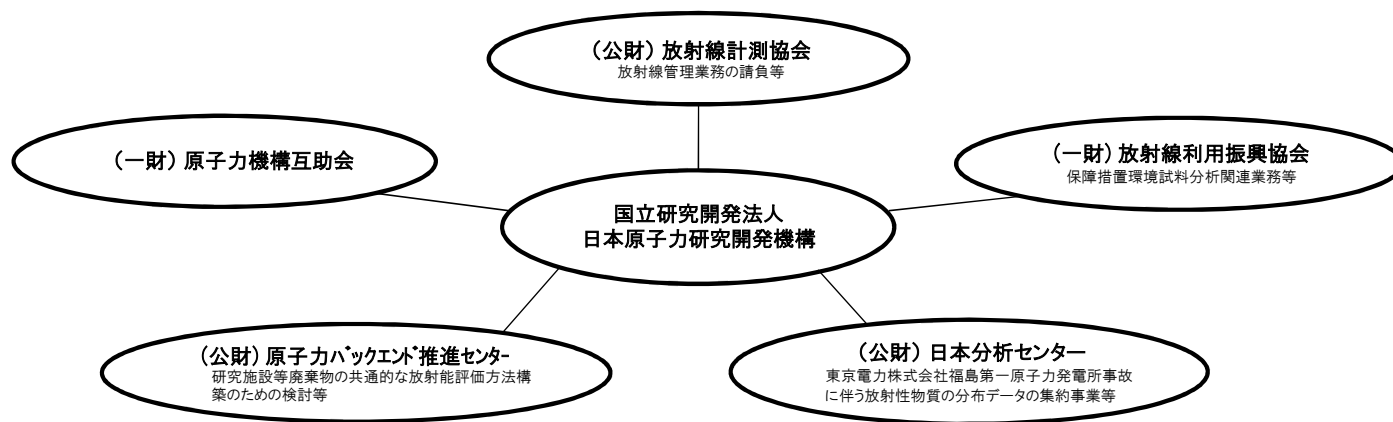 (公財) 放射線計測協会
放射線管理業務の請負等
(一財) 原子力機構互助会
(一財) 放射線利用振興協会
保障措置環境試料分析関連業務等
国立研究開発法人
日本原子力研究開発機構
(公財) 原子力バックエンド推進センター
研究施設等廃棄物の共通的な放射能評価方法構
築のための検討等
(公財) 日本分析センター
東京電力株式会社福島第一原子力発電所事故
に伴う放射性物質の分布データの集約事業等